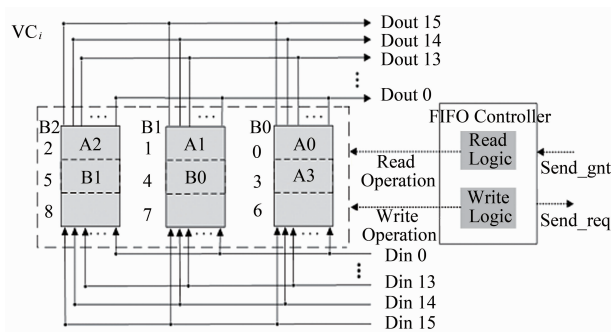 VCi
Dout 15
Dout 14
Dout 13
Dout 0
B2 B1 B0
FIFO Controller
2 A2 1 A1 0 A0
Read Logic
Read Operation
Send_gnt
5 B1 4 B0 3 A3
Write Logic
Write Operation
Send_req
8 7 6
Din 0
Din 13
Din 14
Din 15